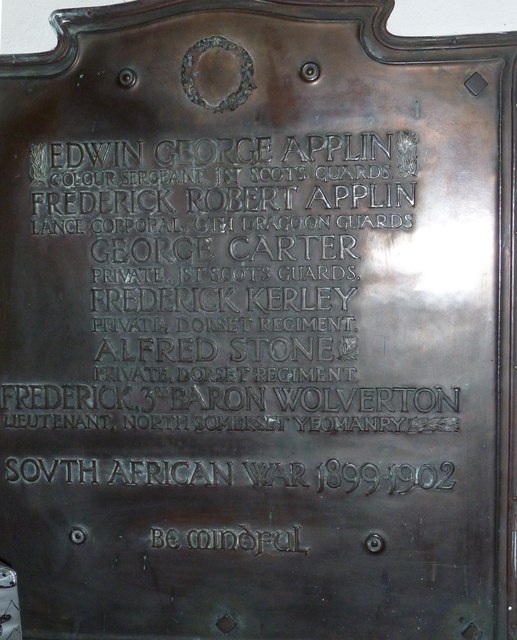 EDWIN GEORGE APPLIN
COLOUR SERGEANT, 1ST SCOTS GUARDS.
FREDERICK ROBERT APPLIN
LANCE CORPORAL, 6TH DRAGOON GUARDS
GEORGE CARTER
PRIVATE, 1ST SCOTS GUARDS.
FREDERICK KERLEY
PRIVATE, DORSET REGIMENT.
ALFRED STONE
PRIVATE, DORSET REGIMENT.
FREDERICK, 3RD BARON WOLVERTON
LIEUTENANT, NORTH SOMERSET YEOMANRY
SOVTH AFRICAN WAR 1899-1902
BE MINDFUL